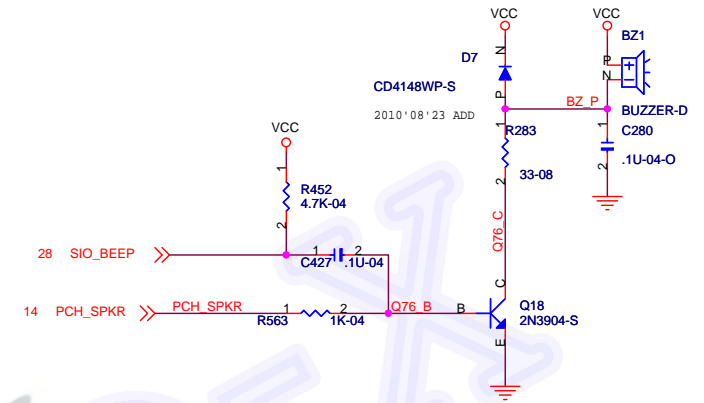 VCC
VCC
BZ1
D7
N
P
+
N
-
CD4148WP-S
P
BZ_P
BUZZER-D
2010'08'23 ADD
1
R283
1
C280
VCC
2
.1U-04-O
33-08
2
1
R452
4.7K-04
2
Q76_C
28 SIO_BEEP
1
2
C427
.1U-04
C
14 PCH_SPKR
PCH_SPKR
1
2
Q76_B
B
Q18
R563
1K-04
2N3904-S
E